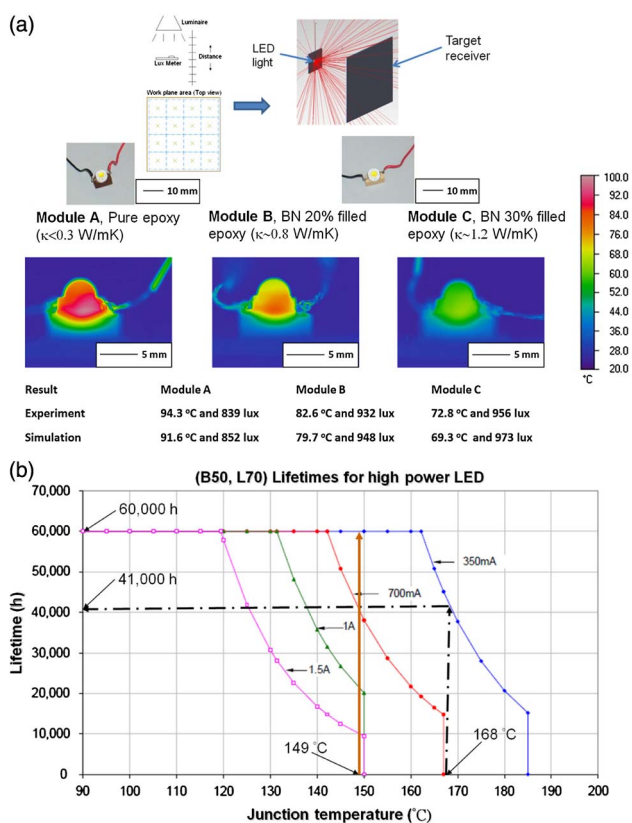 (a)
Luminaire
Lux Meter
Distance
Work plane area (Top view)
LED
light
Target
receiver
10 mm
10 mm
Module A, Pure epoxy
(κ<0.3 W/mK)
Module B, BN 20% filled
epoxy (κ~0.8 W/mK)
Module C, BN 30% filled
epoxy (κ~1.2 W/mK)
100.0
92.0
84.0
76.0
68.0
60.0
52.0
44.0
36.0
28.0
20.0
°C
5 mm
5 mm
5 mm
Result Module A Module B Module C
Experiment 94.3 °C and 839 lux 82.6 °C and 932 lux 72.8 °C and 956 lux
Simulation 91.6 °C and 852 lux 79.7 °C and 948 lux 69.3 °C and 973 lux
(b)
(B50, L70) Lifetimes for high power LED
70,000
60,000
50,000
40,000
30,000
20,000
10,000
0
Lifetime (h)
60,000 h
41,000 h
350mA
700mA
1A
1.5A
149 °C
168 °C
90 100 110 120 130 140 150 160 170 180 190 200
Junction temperature (°C)